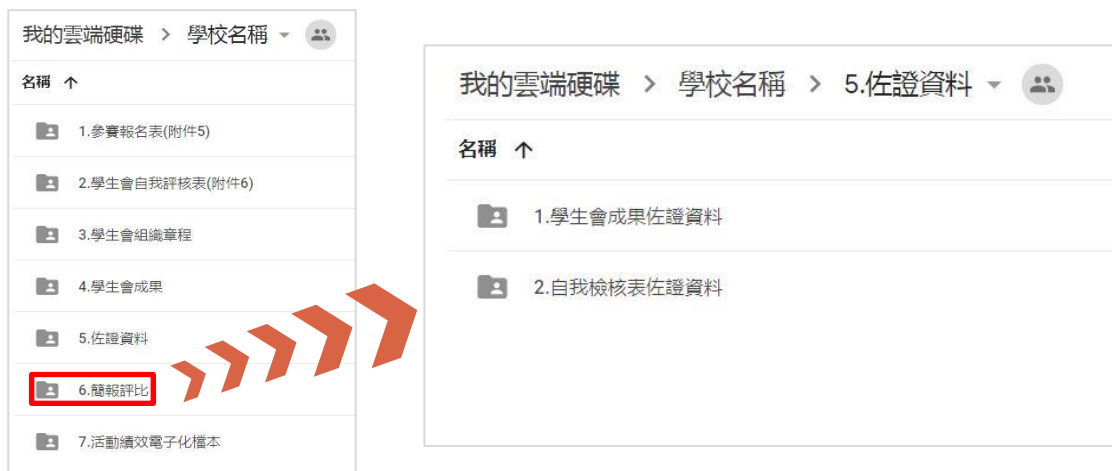 我的雲端硬碟 > 學校名稱
名稱 ↑
1.參賽報名表(附件5)
2.學生會自我評核表(附件6)
3.學生會組織章程
4.學生會成果
5.佐證資料
6.簡報評比
7.活動績效電子化檔本
我的雲端硬碟 > 學校名稱 > 5.佐證資料
名稱 ↑
1.學生會成果佐證資料
2.自我檢核表佐證資料